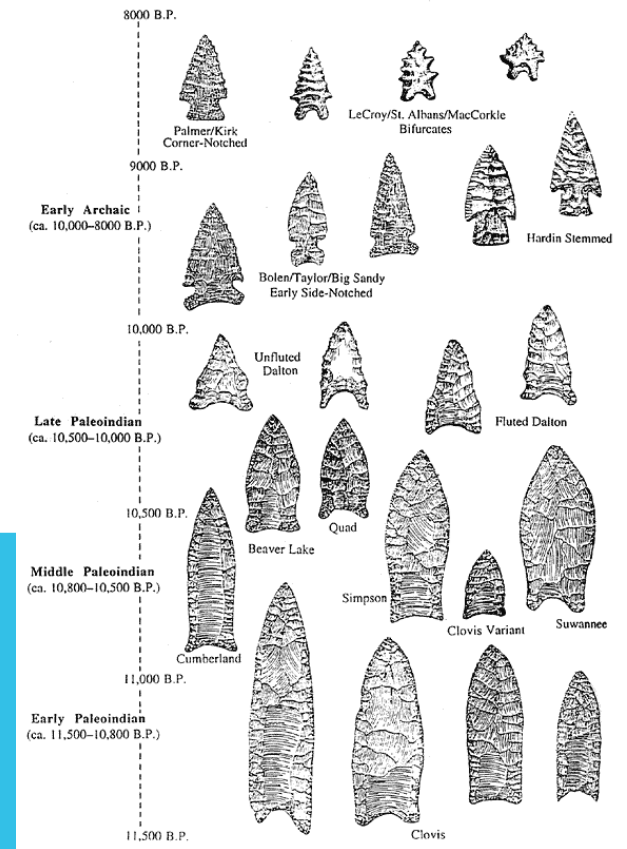 8000 B.P.
Palmer/Kirk
Corner-Notched
LeCroy/St. Albans/MacCorkle
Bifurcates
9000 B.P.
Early Archaic
(ca. 10,000–8000 B.P.)
Hardin Stemmed
Bolen/Taylor/Big Sandy
Early Side-Notched
10,000 B.P.
Unfluted
Dalton
Late Paleoindian
(ca. 10,500–10,000 B.P.)
Fluted Dalton
10,500 B.P.
Quad
Beaver Lake
Middle Paleoindian
(ca. 10,800–10,500 B.P.)
Simpson
Clovis Variant
Suwannee
Cumberland
11,000 B.P.
Early Paleoindian
(ca. 11,500–10,800 B.P.)
11,500 B.P.
Clovis